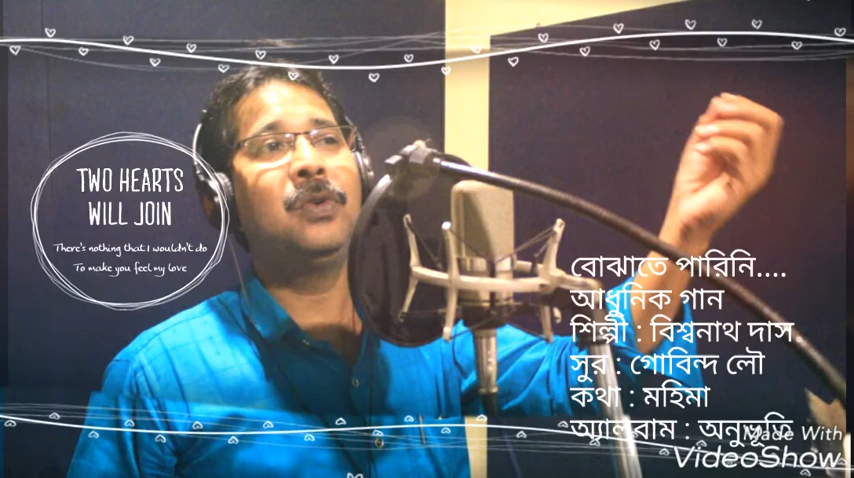 TWO HEARTS
WILL JOIN
There's nothing that I wouldn't do
To make you feel my love
বোঝাতে পারিনি....
আধুনিক গান
শিল্পী : বিশ্বনাথ দাস
সুর : গোবিন্দ লৌ
কথা : মহিমা
অ্যালবাম : অনুভূতি
Made With
VideoShow